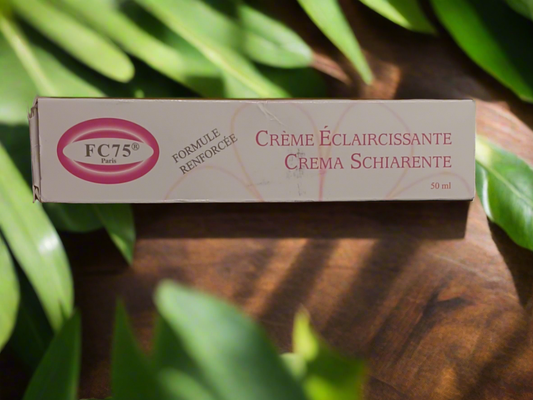 FC75®
Paris
FORMULE
RENFORCÉE
CRÈME ÉCLAIRCISSANTE
CREMA SCHIARENTE
50 ml